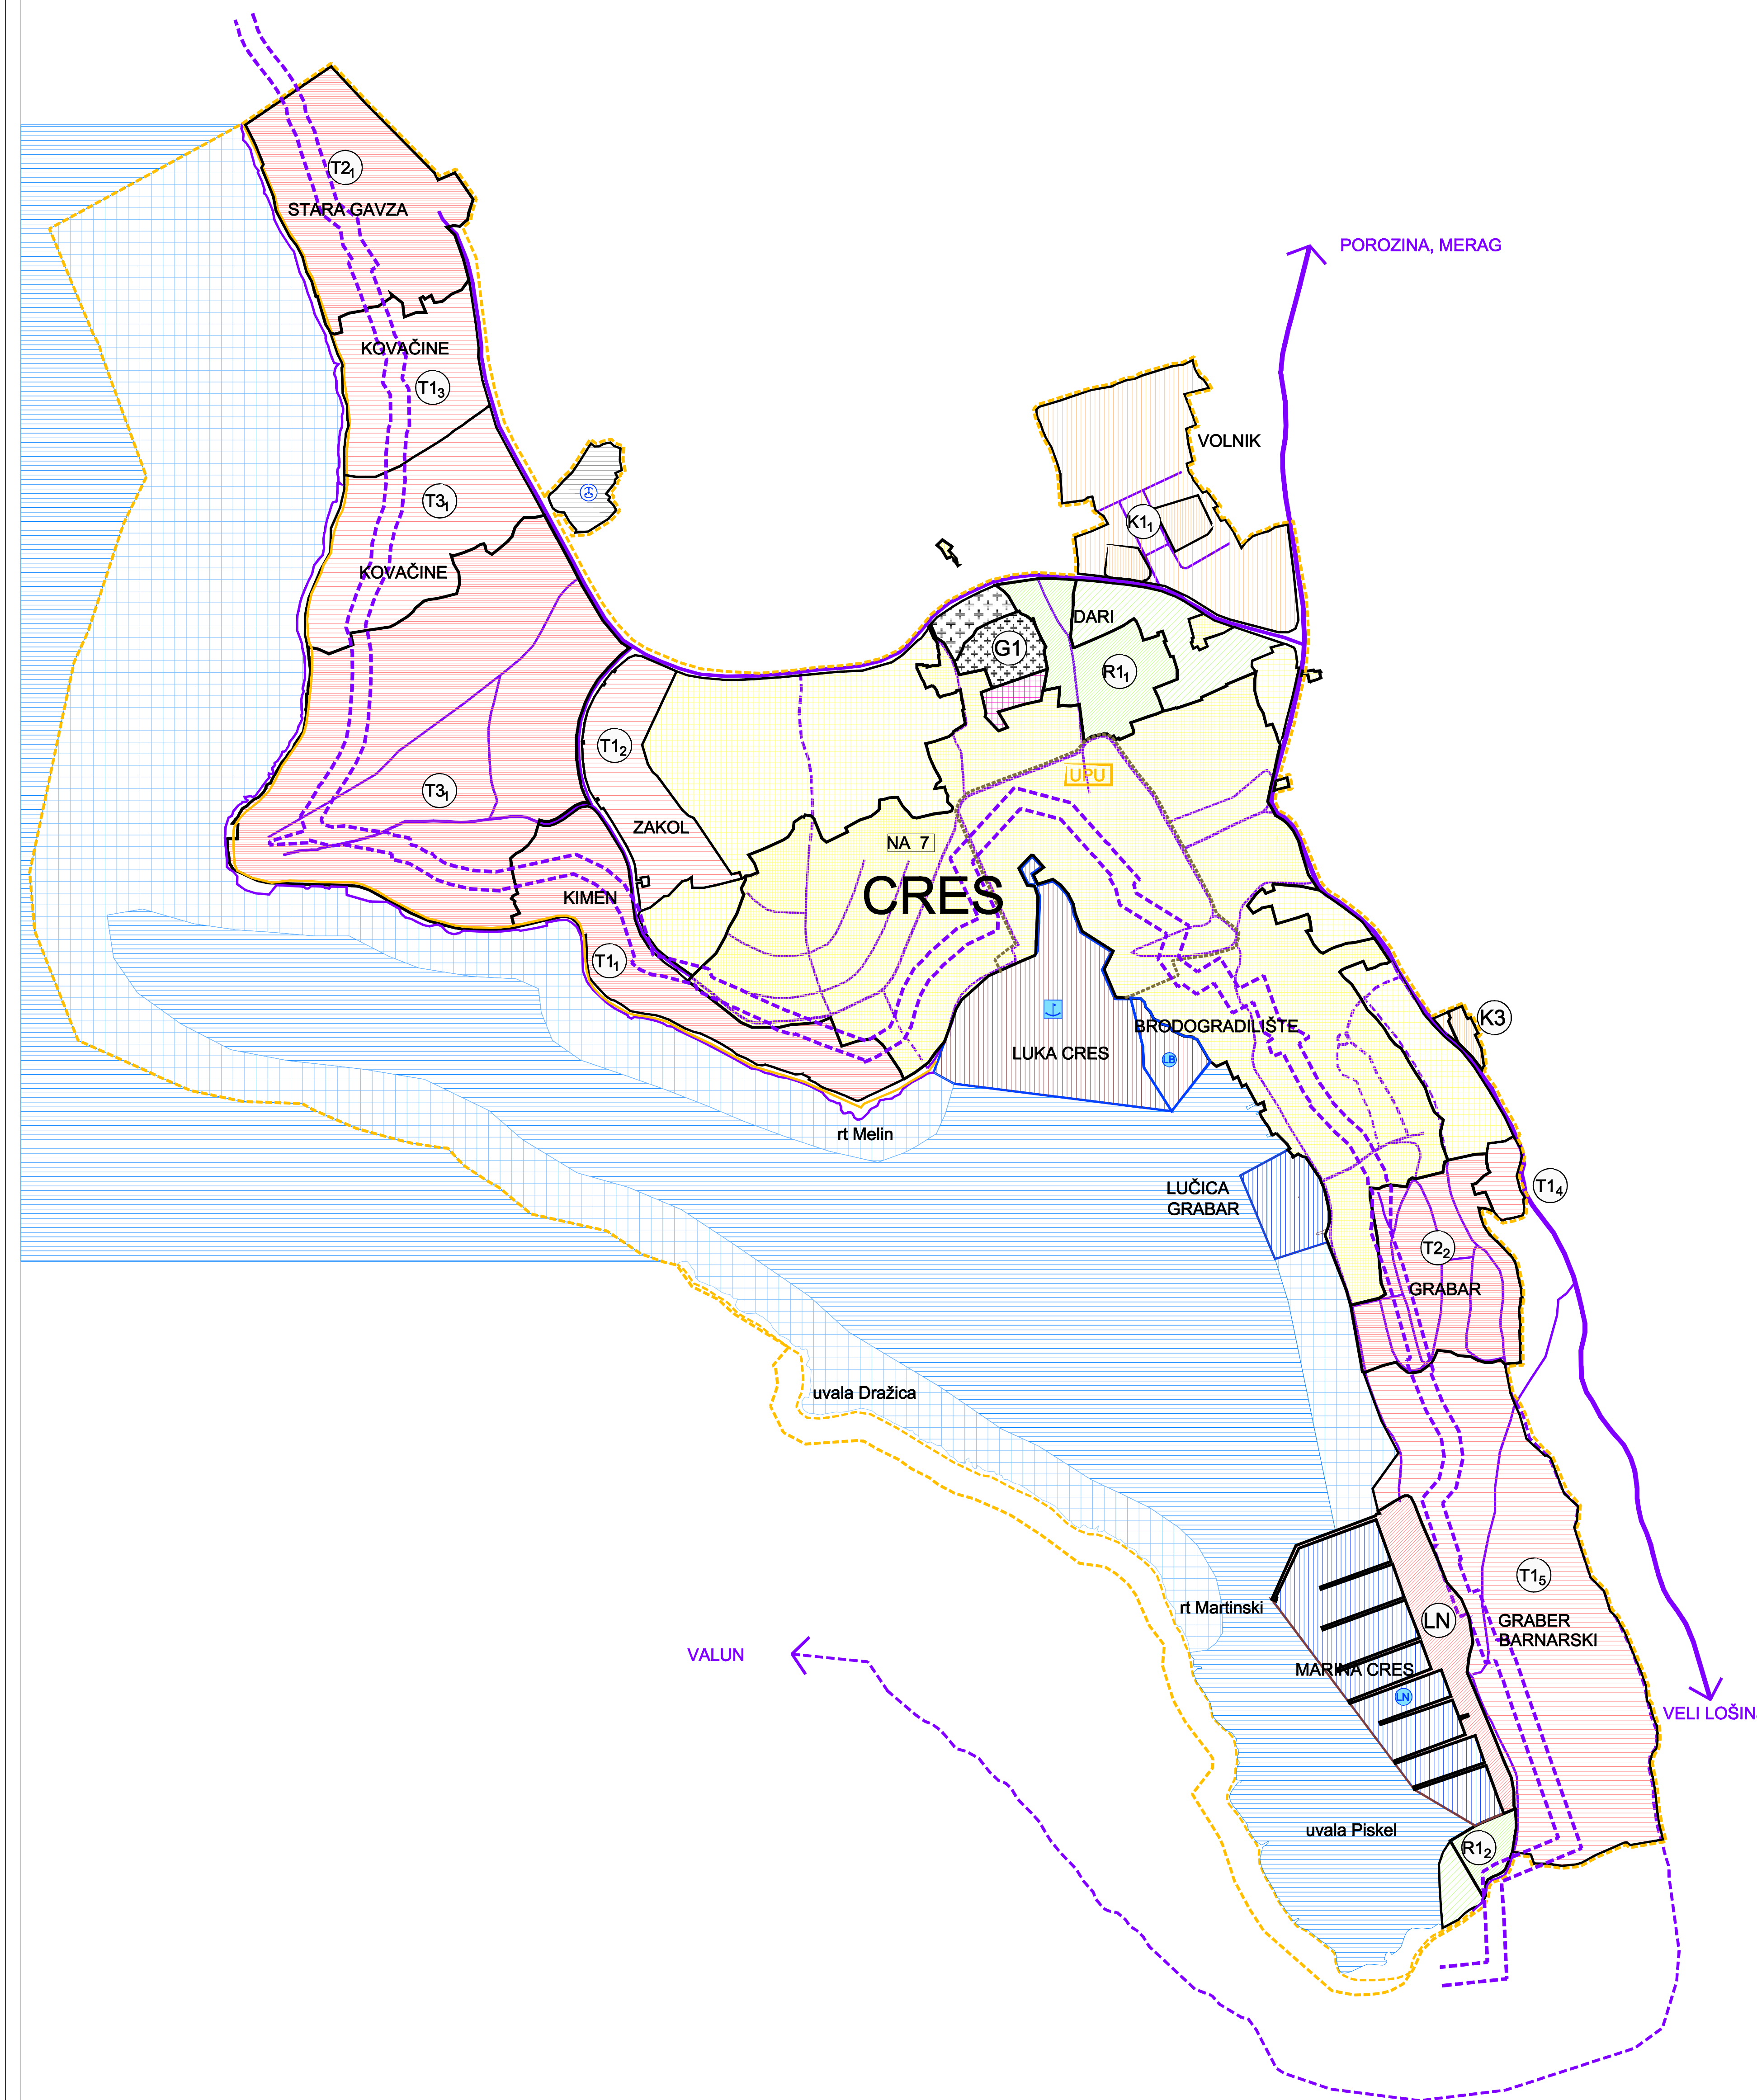 T2₁
STARA GAVZA
POROZINA, MERAG
KOVAČINE
T1₃
VOLNIK
T3₁
K1₁
KOVAČINE
DARI
G1
R1₁
T1₂
UPU
T3₁
ZAKOL
NA 7
CRES
KIMEN
T1₁
K3
BRODOGRADILIŠTE
LUKA CRES
LB
rt Melin
LUČICA
GRABAR
T1₄
T2₂
GRABAR
uvala Dražica
T1₅
rt Martinski
LN
GRABER
BARNARSKI
VALUN
MARINA CRES
LN
VELI LOŠIN
uvala Piskel
R1₂